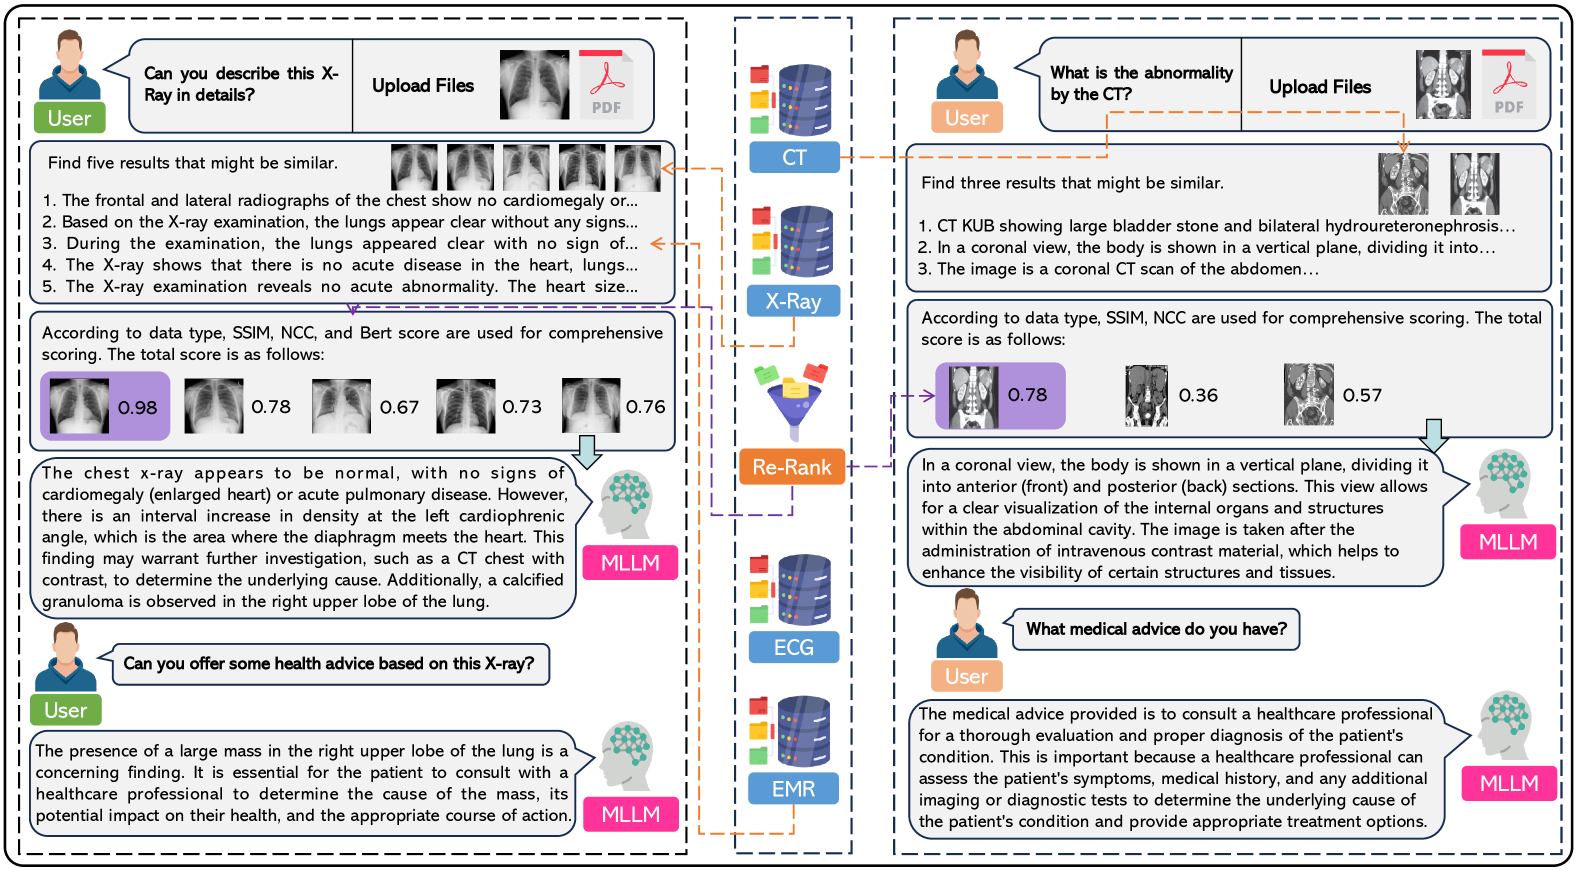 Can you describe this X-
Ray in details?
Upload Files
PDF
User
Find five results that might be similar.
1. The frontal and lateral radiographs of the chest show no cardiomegaly or...
2. Based on the X-ray examination, the lungs appear clear without any signs...
3. During the examination, the lungs appeared clear with no sign of...
4. The X-ray shows that there is no acute disease in the heart, lungs...
5. The X-ray examination reveals no acute abnormality. The heart size...
According to data type, SSIM, NCC, and Bert score are used for comprehensive
scoring. The total score is as follows:
0.98
0.78
0.67
0.73
0.76
The chest x-ray appears to be normal, with no signs of
cardiomegaly (enlarged heart) or acute pulmonary disease. However,
there is an interval increase in density at the left cardiophrenic
angle, which is the area where the diaphragm meets the heart. This
finding may warrant further investigation, such as a CT chest with
contrast, to determine the underlying cause. Additionally, a calcified
granuloma is observed in the right upper lobe of the lung.
MLLM
Can you offer some health advice based on this X-ray?
User
The presence of a large mass in the right upper lobe of the lung is a
concerning finding. It is essential for the patient to consult with a
healthcare professional to determine the cause of the mass, its
potential impact on their health, and the appropriate course of action.
MLLM
CT
X-Ray
Re-Rank
ECG
EMR
What is the abnormality
by the CT?
Upload Files
PDF
User
Find three results that might be similar.
1. CT KUB showing large bladder stone and bilateral hydroureteronephrosis...
2. In a coronal view, the body is shown in a vertical plane, dividing it into...
3. The image is a coronal CT scan of the abdomen...
According to data type, SSIM, NCC are used for comprehensive scoring. The total
score is as follows:
0.78
0.36
0.57
In a coronal view, the body is shown in a vertical plane, dividing it
into anterior (front) and posterior (back) sections. This view allows
for a clear visualization of the internal organs and structures
within the abdominal cavity. The image is taken after the
administration of intravenous contrast material, which helps to
enhance the visibility of certain structures and tissues.
MLLM
What medical advice do you have?
User
The medical advice provided is to consult a healthcare professional
for a thorough evaluation and proper diagnosis of the patient's
condition. This is important because a healthcare professional can
assess the patient's symptoms, medical history, and any additional
imaging or diagnostic tests to determine the underlying cause of
the patient's condition and provide appropriate treatment options.
MLLM